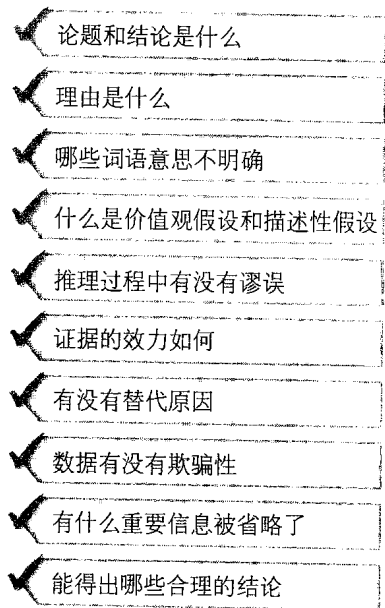 论题和结论是什么
理由是什么
哪些词语意思不明确
什么是价值观假设和描述性假设
推理过程中有没有谬误
证据的效力如何
有没有替代原因
数据有没有欺骗性
有什么重要信息被省略了
能得出哪些合理的结论